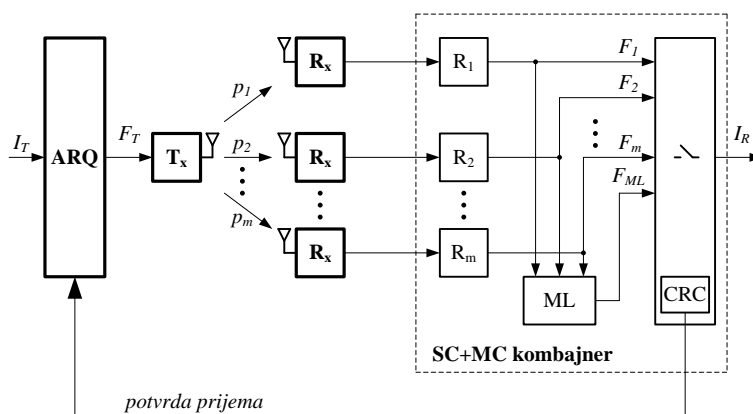 I_T
ARQ
F_T
T_x
p_1
p_2
p_m
R_x
R_x
R_x
R_1
R_2
R_m
F_1
F_2
F_m
F_ML
I_R
ML
CRC
SC+MC kombajner
potvrda prijema